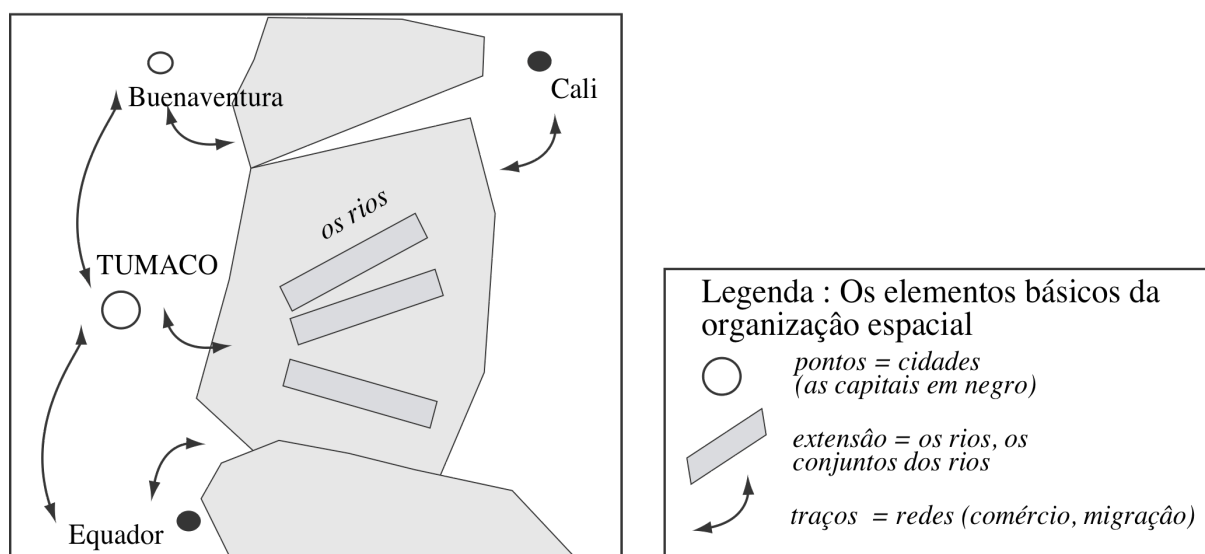 Buenaventura
Cali
os rios
TUMACO
Equador
Legenda : Os elementos básicos da
organizaçâo espacial
pontos = cidades
(as capitais em negro)
extensâo = os rios, os
conjuntos dos rios
traços = redes (comércio, migraçâo)